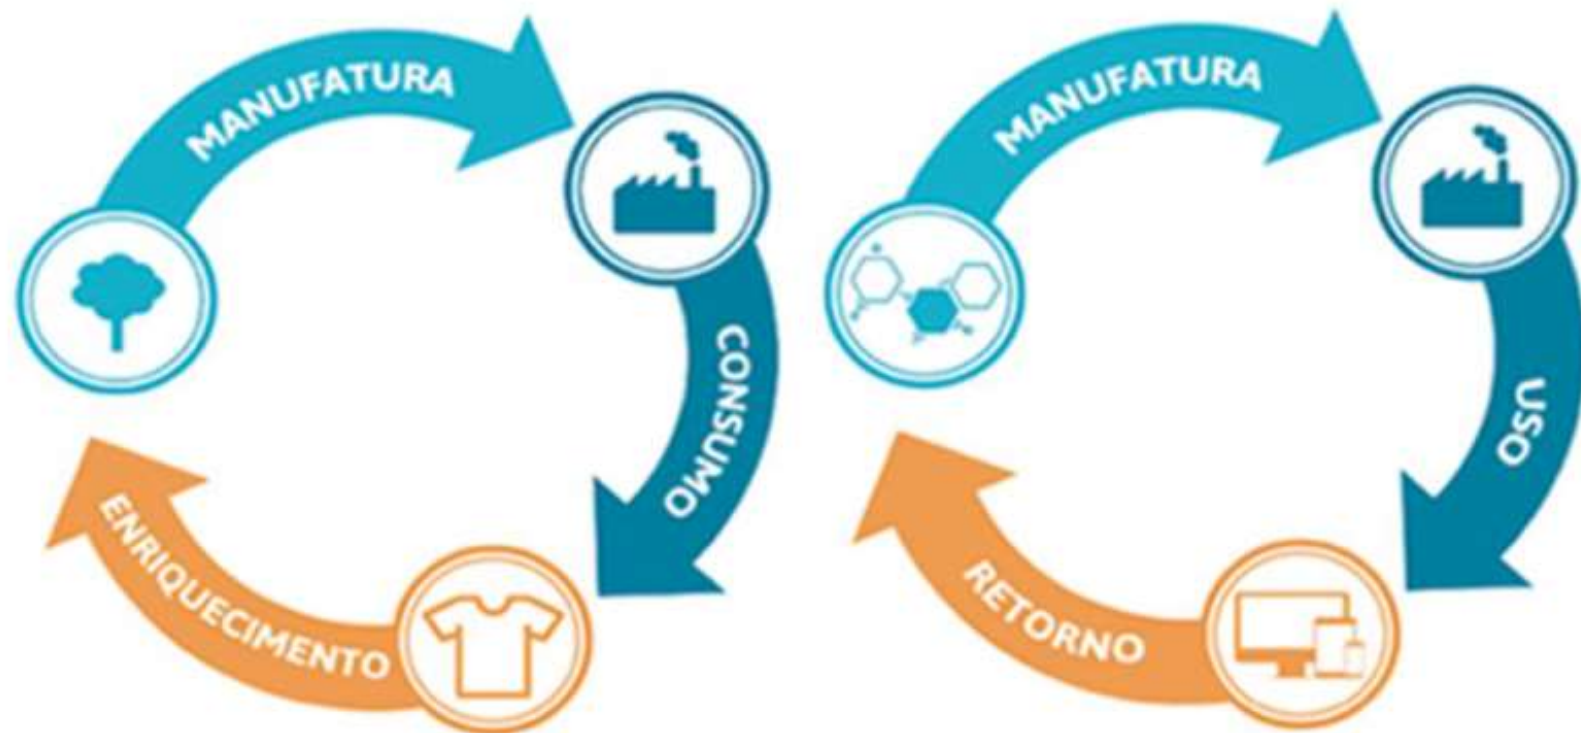 MANUFATURA
CONSUMO
ENRIQUECIMENTO
MANUFATURA
USO
RETORNO